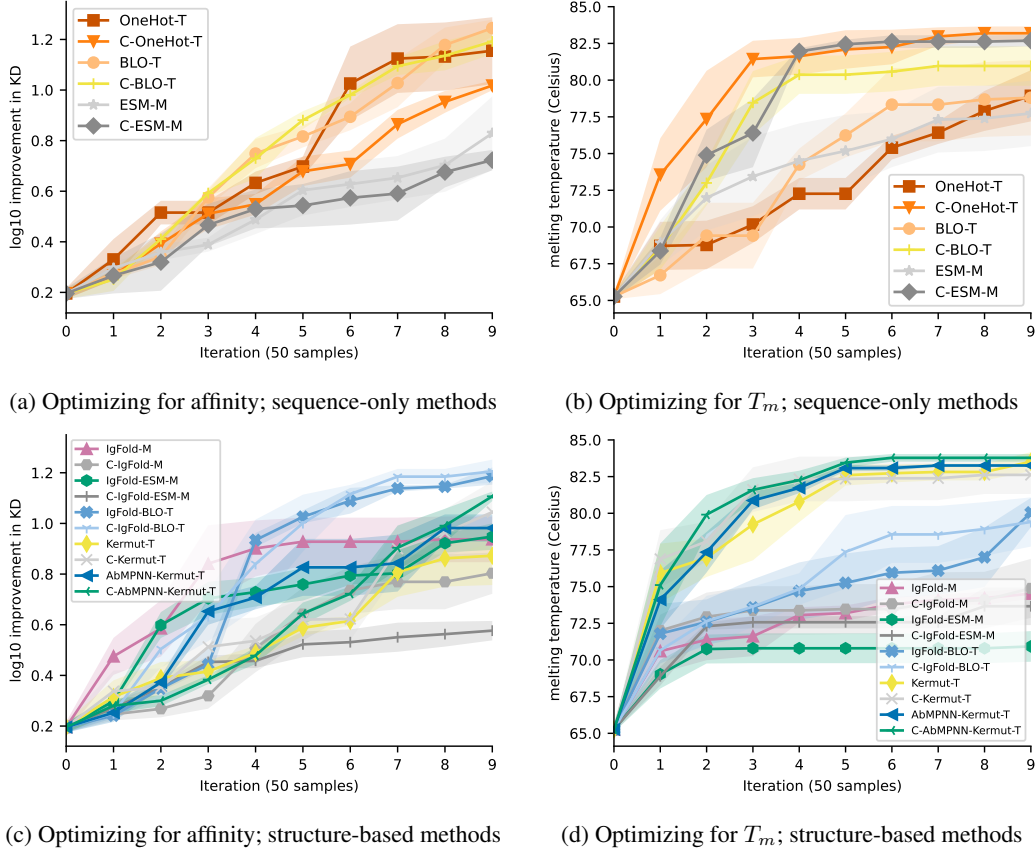 1.2
1.0
0.8
0.6
0.4
0.2
log10 improvement in KD
OneHot-T
C-OneHot-T
BLO-T
C-BLO-T
ESM-M
C-ESM-M
0 1 2 3 4 5 6 7 8 9
Iteration (50 samples)
(a) Optimizing for affinity; sequence-only methods
85.0
82.5
80.0
77.5
75.0
72.5
70.0
67.5
65.0
melting temperature (Celsius)
OneHot-T
C-OneHot-T
BLO-T
C-BLO-T
ESM-M
C-ESM-M
0 1 2 3 4 5 6 7 8 9
Iteration (50 samples)
(b) Optimizing for Tm; sequence-only methods
1.2
1.0
0.8
0.6
0.4
0.2
log10 improvement in KD
IgFold-M
C-IgFold-M
IgFold-ESM-M
C-IgFold-ESM-M
IgFold-BLO-T
C-IgFold-BLO-T
Kermut-T
C-Kermut-T
AbMPNN-Kermut-T
C-AbMPNN-Kermut-T
0 1 2 3 4 5 6 7 8 9
Iteration (50 samples)
(c) Optimizing for affinity; structure-based methods
85.0
82.5
80.0
77.5
75.0
72.5
70.0
67.5
65.0
melting temperature (Celsius)
IgFold-M
C-IgFold-M
IgFold-ESM-M
C-IgFold-ESM-M
IgFold-BLO-T
C-IgFold-BLO-T
Kermut-T
C-Kermut-T
AbMPNN-Kermut-T
C-AbMPNN-Kermut-T
0 1 2 3 4 5 6 7 8 9
Iteration (50 samples)
(d) Optimizing for Tm; structure-based methods